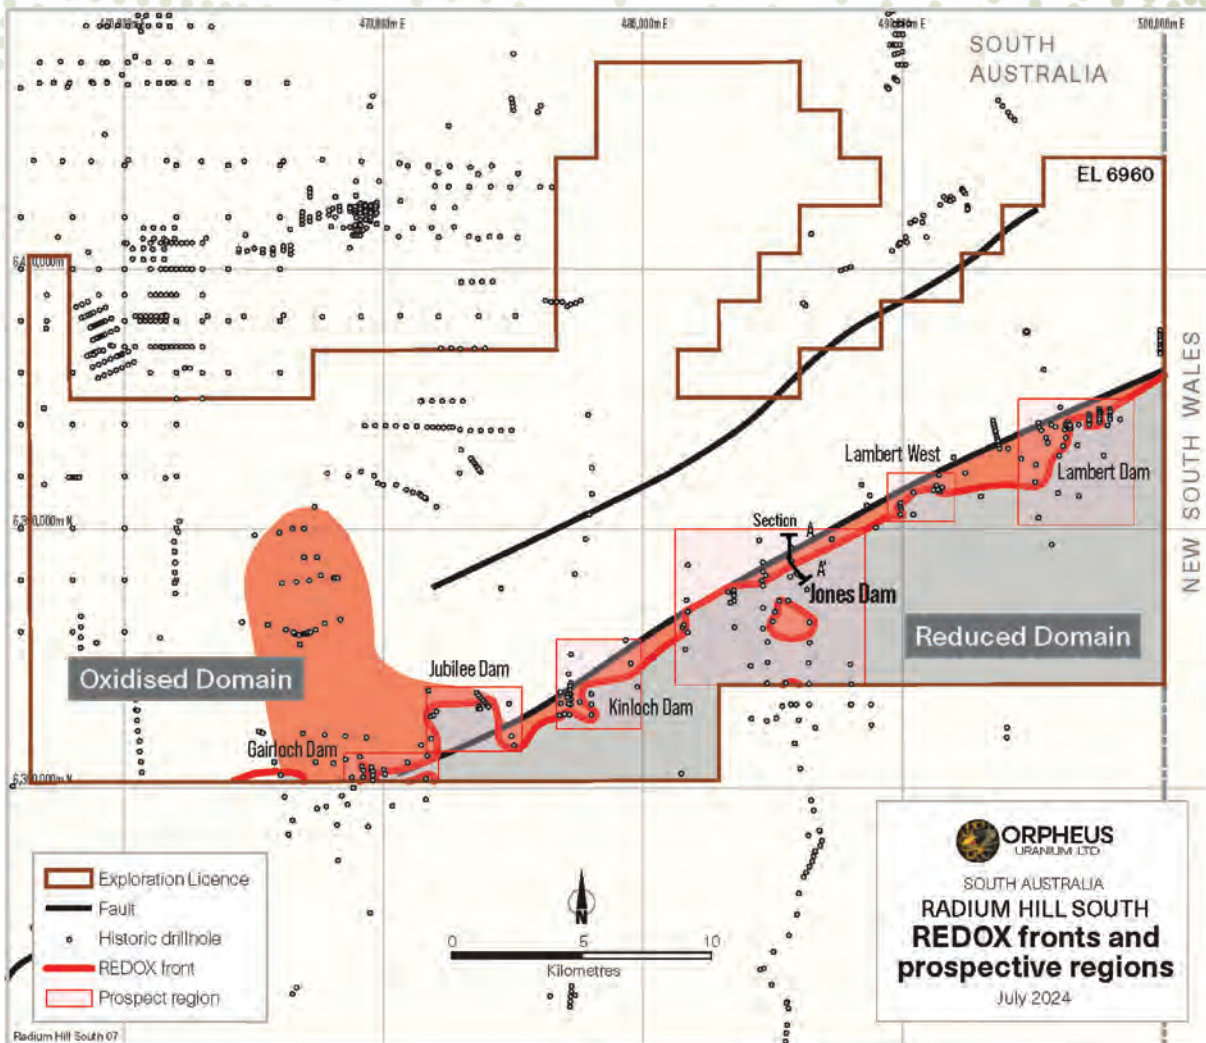 470,000m E
480,000m E
490,000m E
500,000m E
SOUTH
AUSTRALIA
EL 6960
NEW SOUTH WALES
Lambert West
Lambert Dam
Section
A
A'
Jones Dam
Reduced Domain
Oxidised Domain
Jubilee Dam
Kinloch Dam
Gairloch Dam
Exploration Licence
Fault
Historic drillhole
REDOX front
Prospect region
Radium Hill South 07
N
0 5 10
Kilometres
ORPHEUS
URANIUM LTD
SOUTH AUSTRALIA
RADIUM HILL SOUTH
REDOX fronts and
prospective regions
July 2024